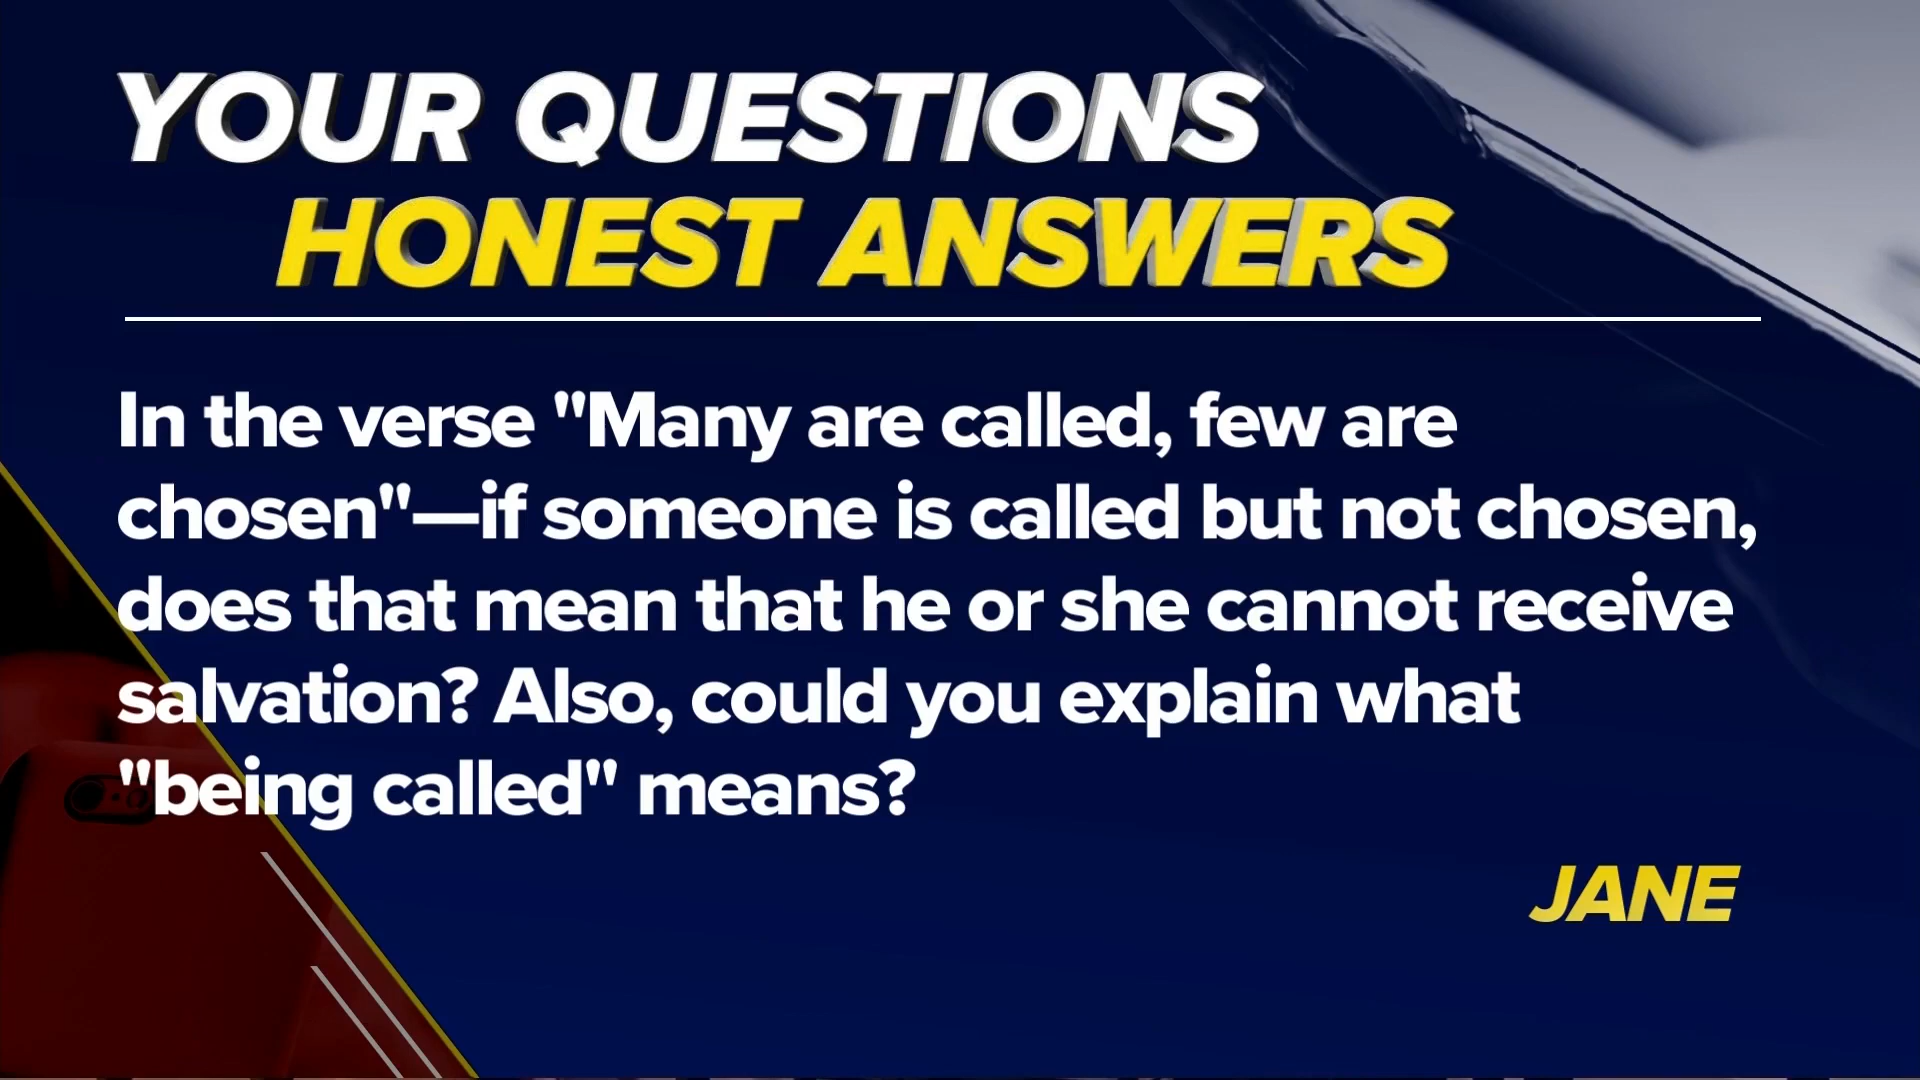 YOUR QUESTIONS
HONEST ANSWERS
In the verse "Many are called, few are
chosen"—if someone is called but not chosen,
does that mean that he or she cannot receive
salvation? Also, could you explain what
"being called" means?
JANE